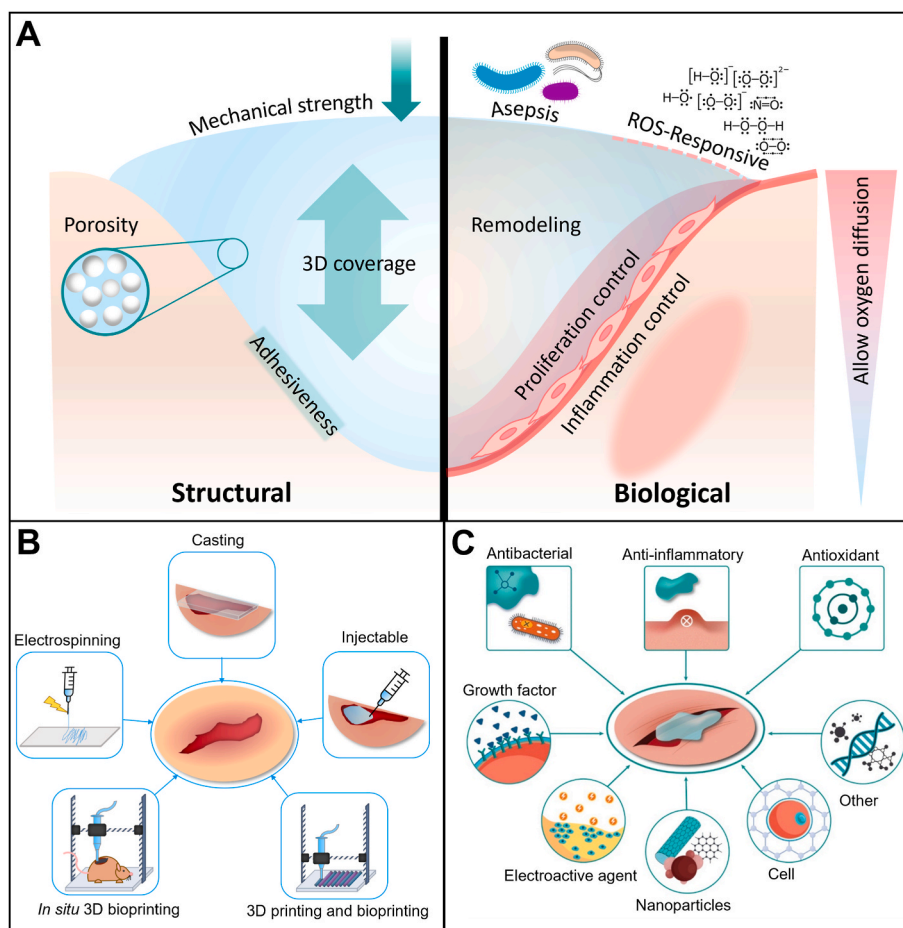 A
Mechanical strength
Porosity
3D coverage
Adhesiveness
Structural
Asepsis
ROS-Responsive
[H-O:]⁻ [:O-O:]²⁻
H-O· [:O-O:]⁻ ·N=O:
H-O-O-H
:O-O:
Remodeling
Proliferation control
Inflammation control
Biological
Allow oxygen diffusion
B
Casting
Electrospinning
Injectable
In situ 3D bioprinting
3D printing and bioprinting
C
Antibacterial
Anti-inflammatory
Antioxidant
Growth factor
Other
Electroactive agent
Cell
Nanoparticles